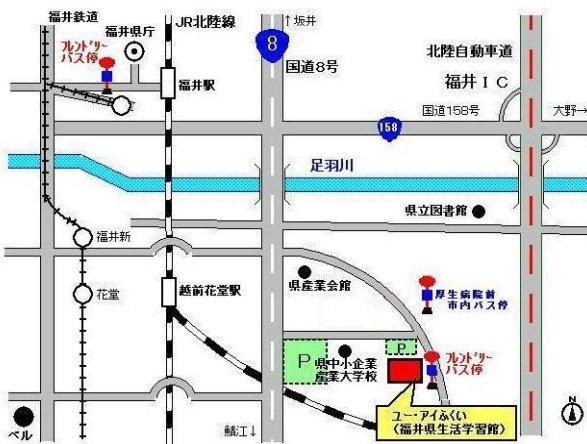 福井鉄道
福井県庁
JR北陸線
↑坂井
8
国道8号
北陸自動車道
福井IC
フレンドリー
バス停
福井駅
国道158号
大野→
158
足羽川
県立図書館
福井新
花堂
越前花堂駅
県産業会館
厚生病院前
市内バス停
P
P
県中小企業
産業大学校
フレンドリー
バス停
ユー・アイふくい
(福井県生活学習館)
ベル
鯖江↓
N